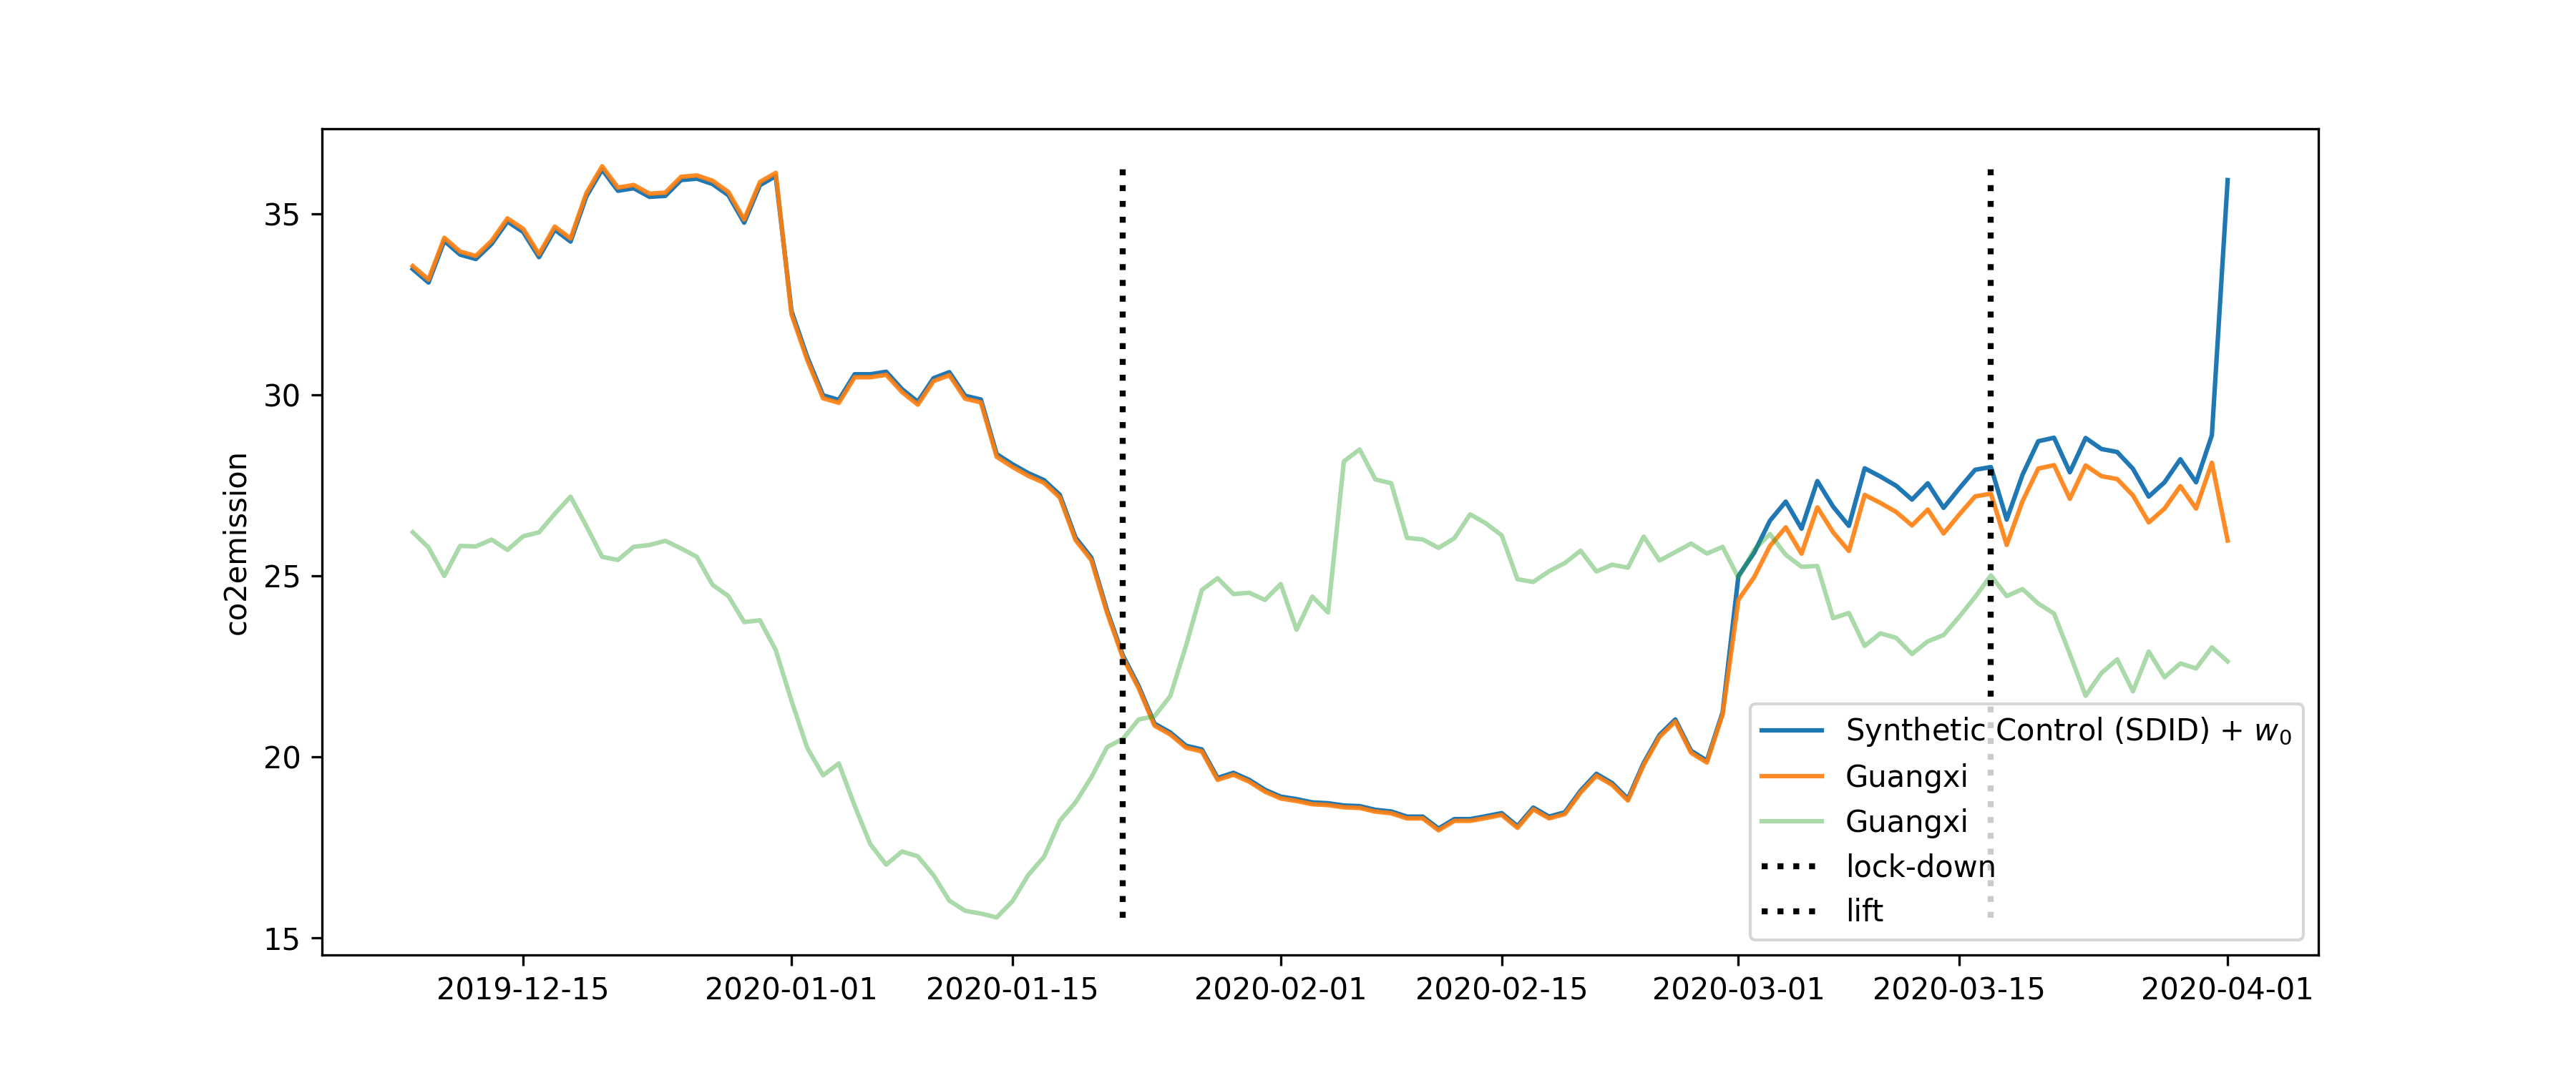 co2emission
35
30
25
20
15
2019-12-15
2020-01-01
2020-01-15
2020-02-01
2020-02-15
2020-03-01
2020-03-15
2020-04-01
Synthetic Control (SDID) + w₀
Guangxi
Guangxi
lock-down
lift